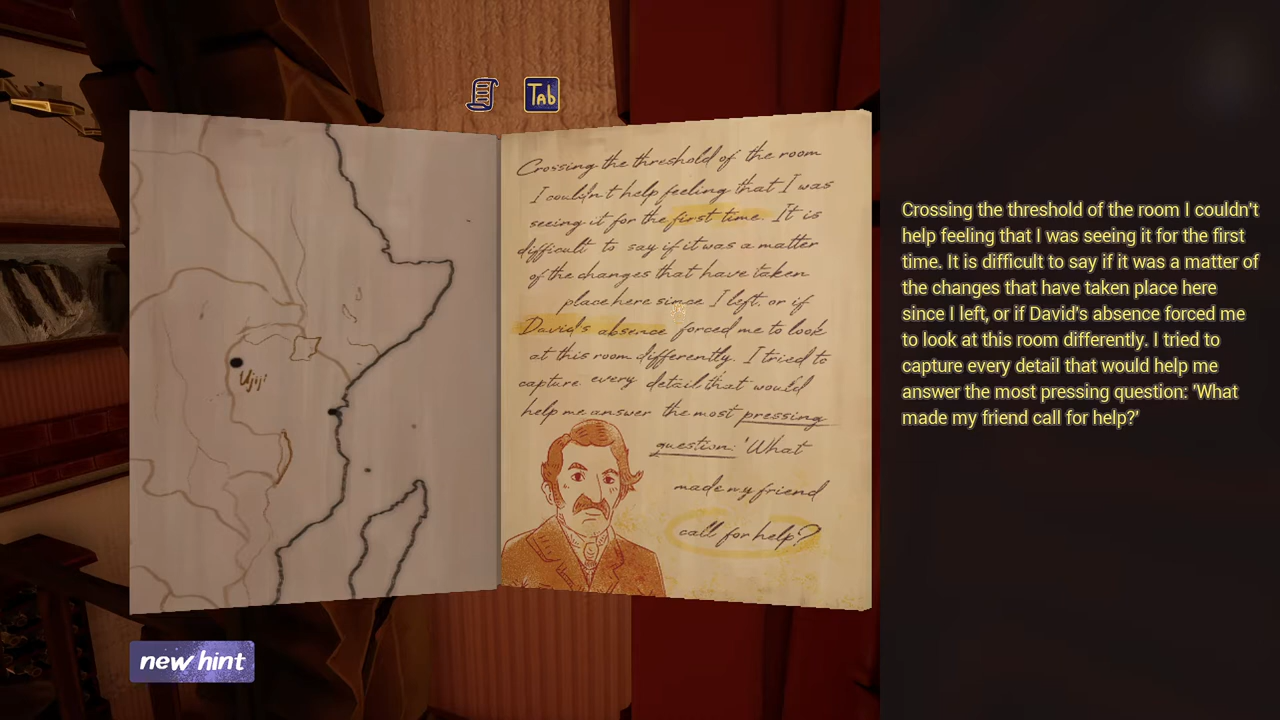 Tab
Ujiji
Crossing the threshold of the room
I couldn't help feeling that I was
seeing it for the first time. It is
difficult to say if it was a matter
of the changes that have taken
place here since I left, or if
David's absence forced me to look
at this room differently. I tried to
capture every detail that would
help me answer the most pressing
question: 'What
made my friend
call for help?
new hint
Crossing the threshold of the room I couldn't
help feeling that I was seeing it for the first
time. It is difficult to say if it was a matter of
the changes that have taken place here
since I left, or if David's absence forced me
to look at this room differently. I tried to
capture every detail that would help me
answer the most pressing question: 'What
made my friend call for help?'